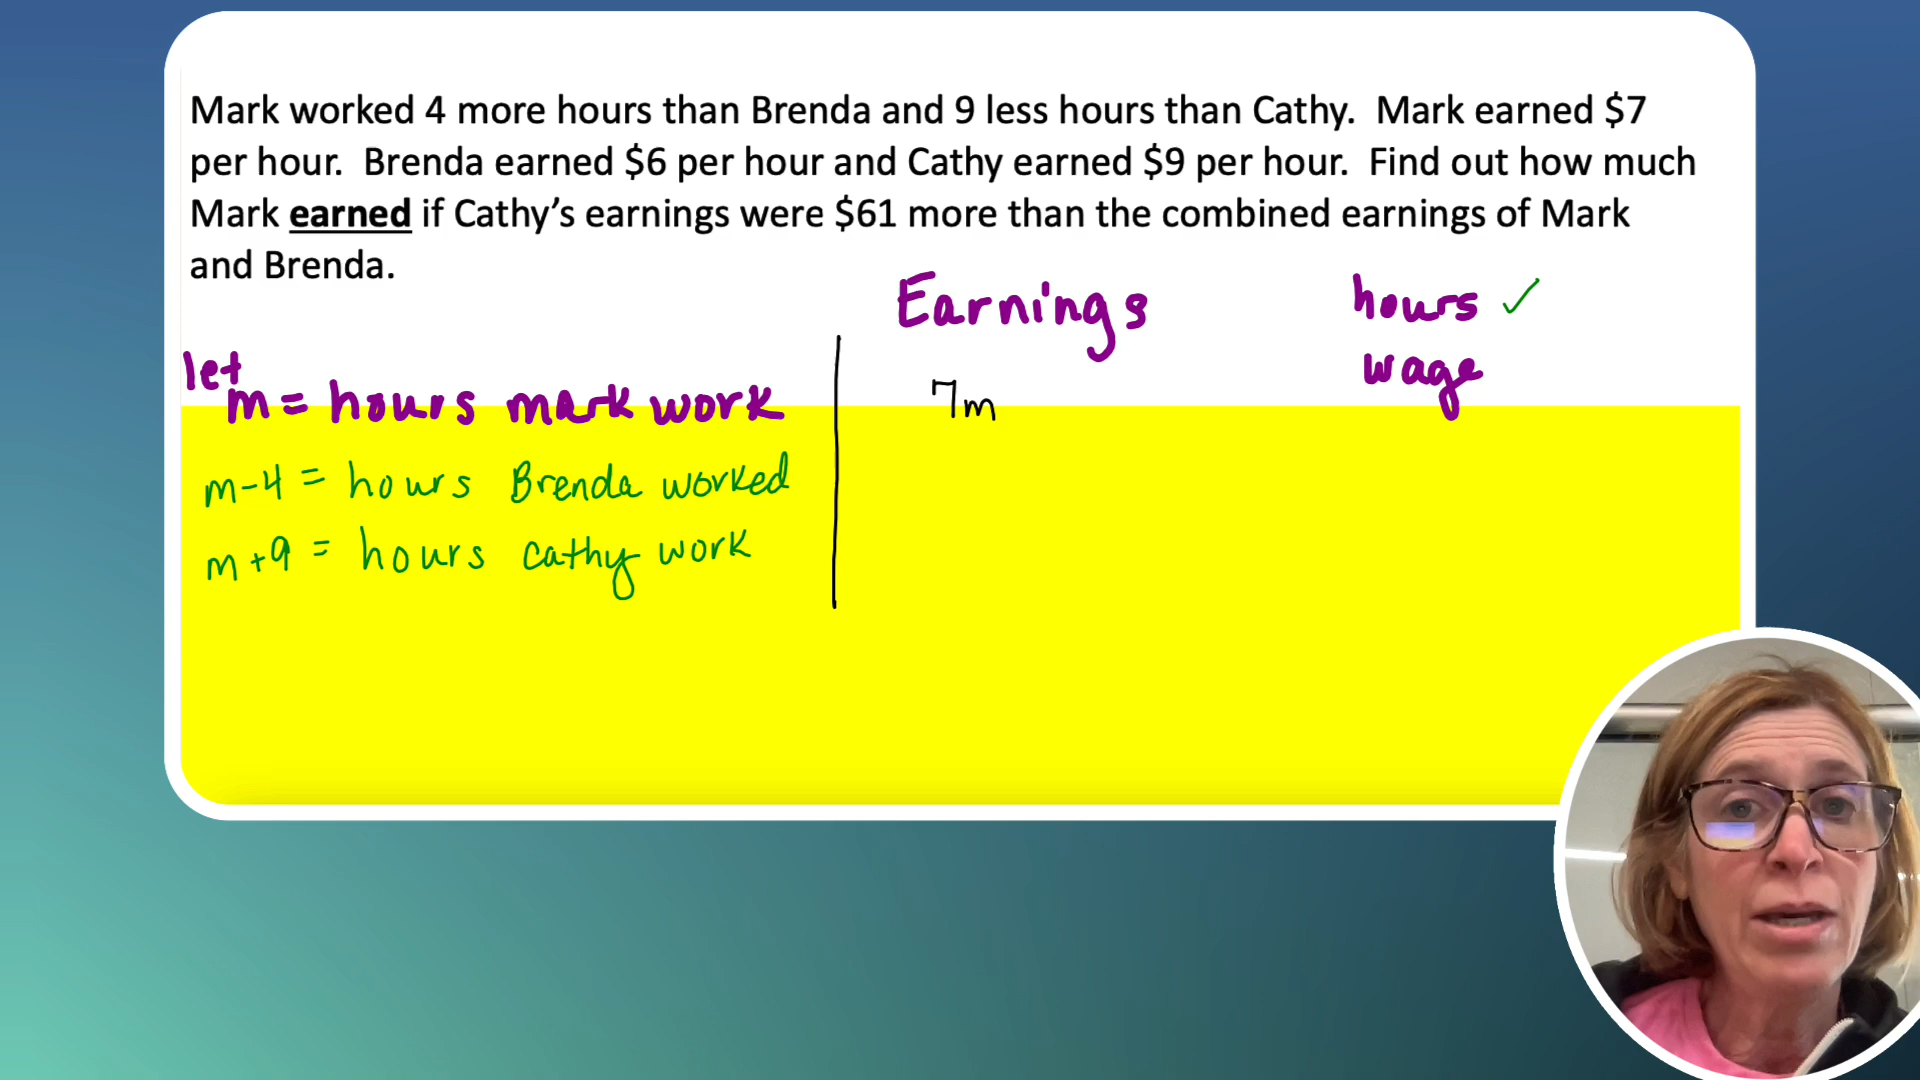 Mark worked 4 more hours than Brenda and 9 less hours than Cathy. Mark earned $7
per hour. Brenda earned $6 per hour and Cathy earned $9 per hour. Find out how much
Mark earned if Cathy’s earnings were $61 more than the combined earnings of Mark
and Brenda.
Earnings
hours ✓
wage
let
m = hours mark work
7m
m-4 = hours Brenda worked
m+9 = hours cathy work